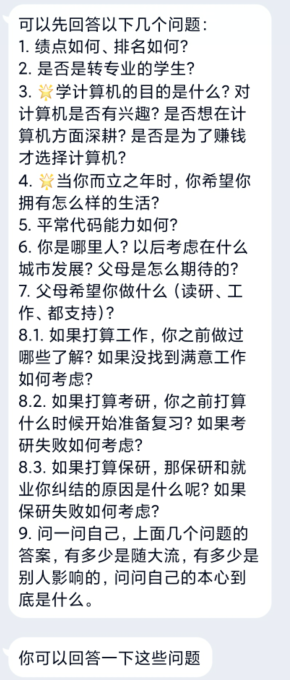 可以先回答以下几个问题：
1. 绩点如何、排名如何？
2. 是否是转专业的学生？
3. 🌟学计算机的目的是什么？对
计算机是否有兴趣？是否想在计
算机方面深耕？是否是为了赚钱
才选择计算机？
4. 🌟当你而立之年时，你希望你
拥有怎么样的生活？
5. 平常代码能力如何？
6. 你是哪里人？以后考虑在什么
城市发展？父母是怎么期待的？
7. 父母希望你做什么（读研、工
作、都支持）？
8.1. 如果打算工作，你之前做过
哪些了解？如果没找到满意工作
如何考虑？
8.2. 如果打算考研，你之前打算
什么时候开始准备复习？如果考
研失败如何考虑？
8.3. 如果打算保研，那保研和就
业你纠结的原因是什么呢？如果
保研失败如何考虑？
9. 问一问自己，上面几个问题的
答案，有多少是随大流，有多少是
别人影响的，问问自己的本心到
底是什么。
你可以回答一下这些问题